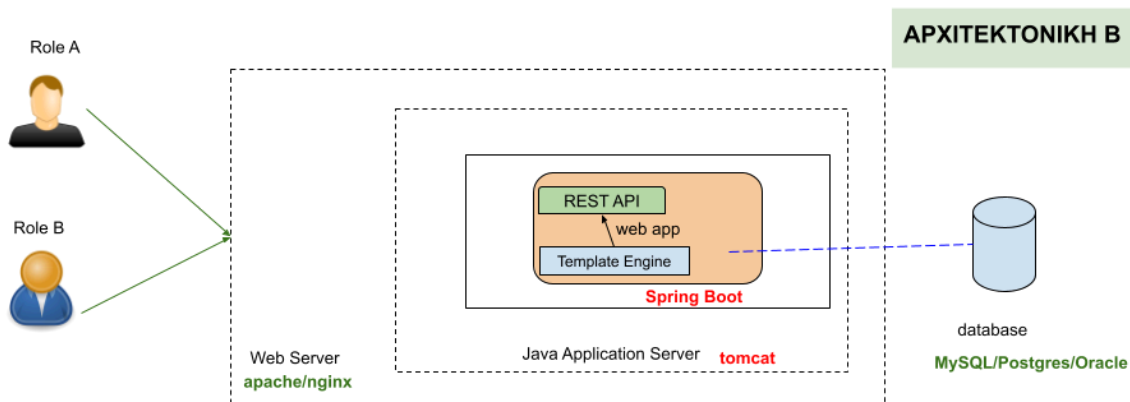 ΑΡΧΙΤΕΚΤΟΝΙΚΗ Β
Role A
Role B
REST API
web app
Template Engine
Spring Boot
Java Application Server tomcat
Web Server
apache/nginx
database
MySQL/Postgres/Oracle